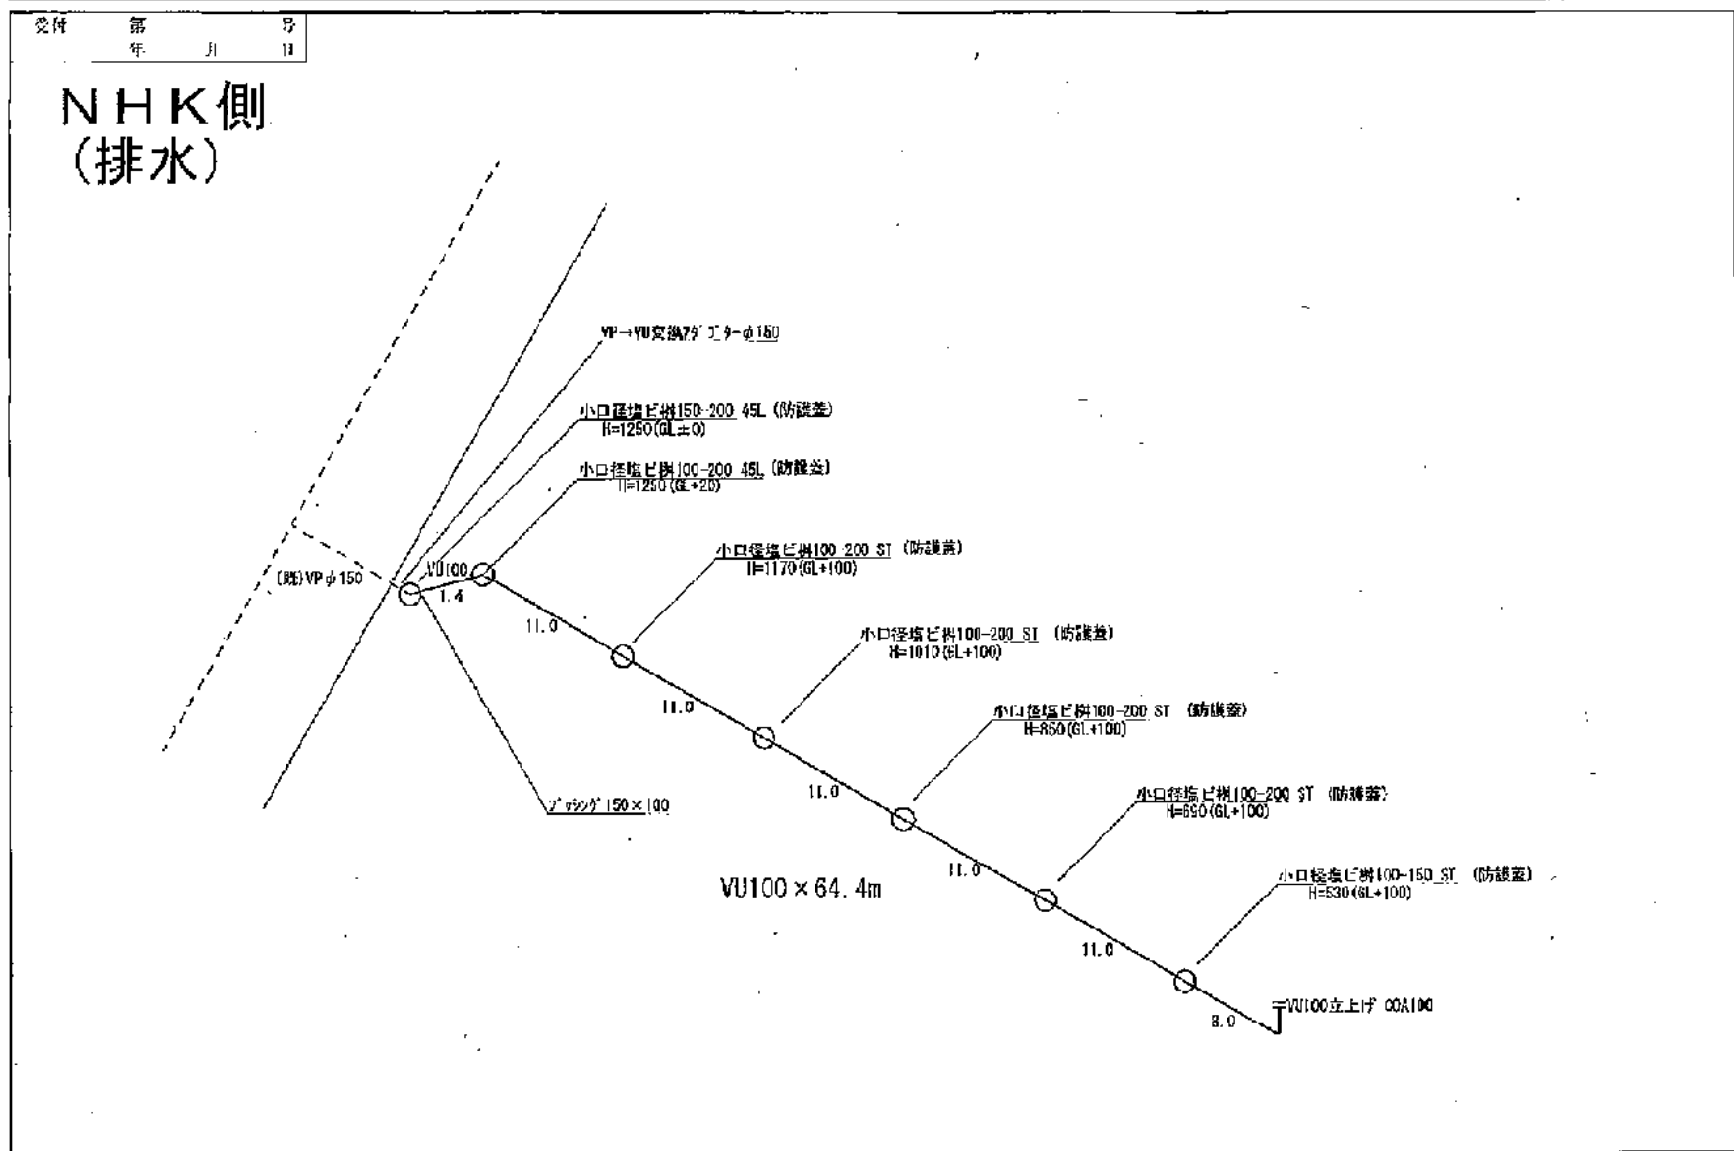 受付 第 号
年 月 日
NHK側
(排水)
VP→VU変換アダプター φ150
小口径塩ビ桝150-200 45L (防護蓋)
H=1290(GL±0)
小口径塩ビ桝100-200 45L (防護蓋)
H=1250(GL+20)
小口径塩ビ桝100-200 ST (防護蓋)
H=1170(GL+100)
(既)VPφ150
VU100
1.4
11.0
小口径塩ビ桝100-200 ST (防護蓋)
H=1010(GL+100)
11.0
小口径塩ビ桝100-200 ST (防護蓋)
H=850(GL+100)
11.0
ブッシング150×100
小口径塩ビ桝100-200 ST (防護蓋)
H=690(GL+100)
11.0
VU100×64.4m
小口径塩ビ桝100-150 ST (防護蓋)
H=530(GL+100)
11.0
VU100立上げ COA100
8.0